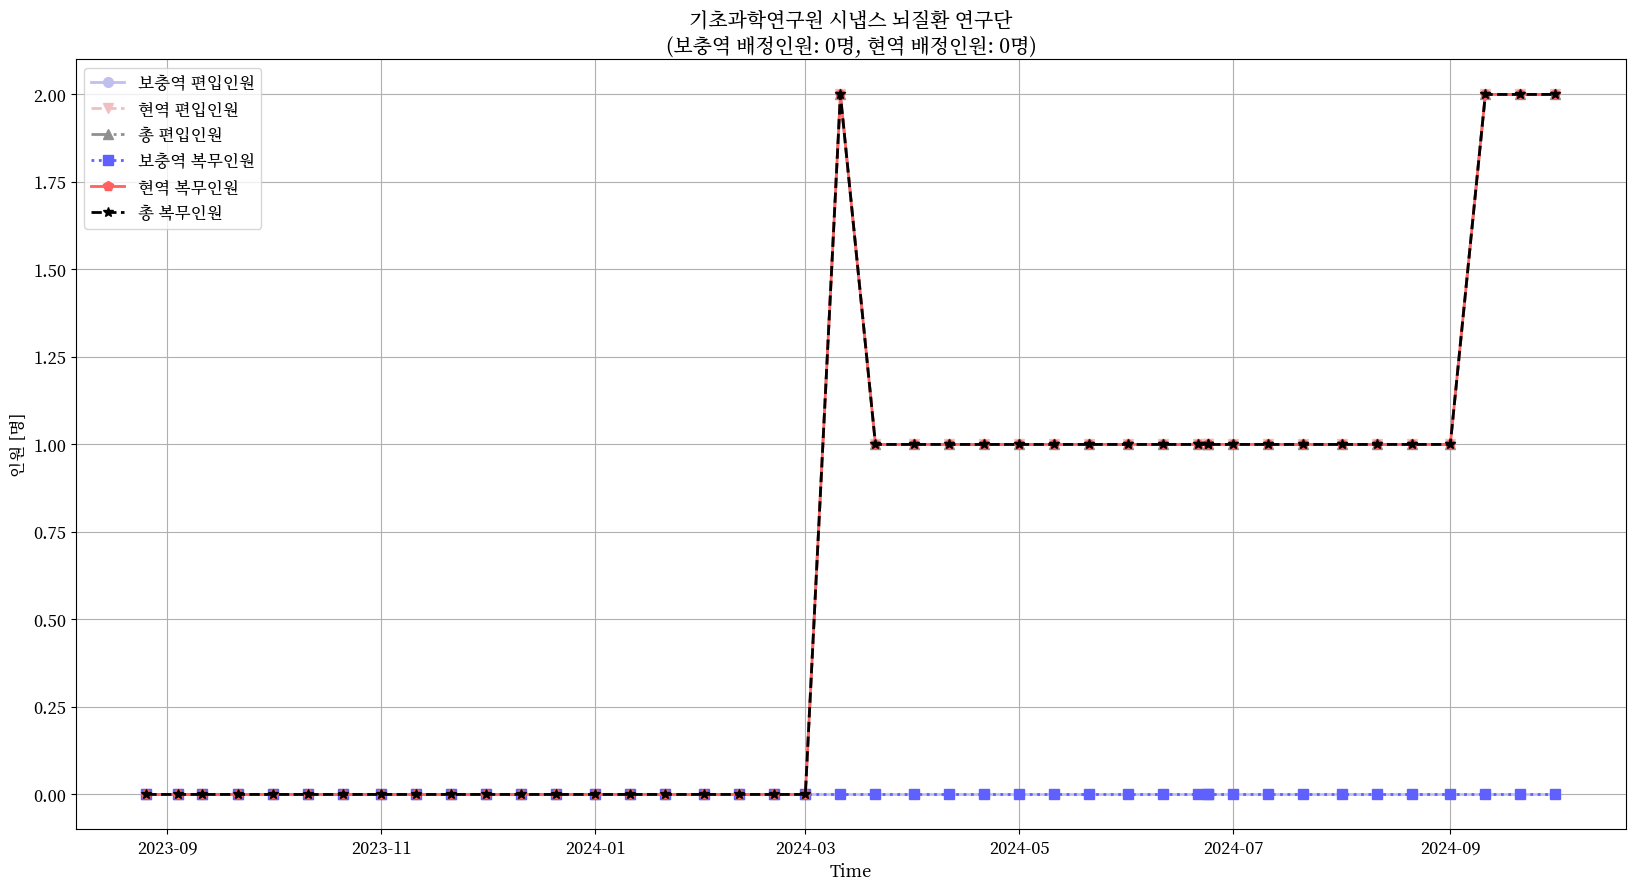 기초과학연구원 시냅스 뇌질환 연구단
(보충역 배정인원: 0명, 현역 배정인원: 0명)
보충역 편입인원
현역 편입인원
총 편입인원
보충역 복무인원
현역 복무인원
총 복무인원
인원 [명]
2.00
1.75
1.50
1.25
1.00
0.75
0.50
0.25
0.00
2023-09 2023-11 2024-01 2024-03 2024-05 2024-07 2024-09
Time